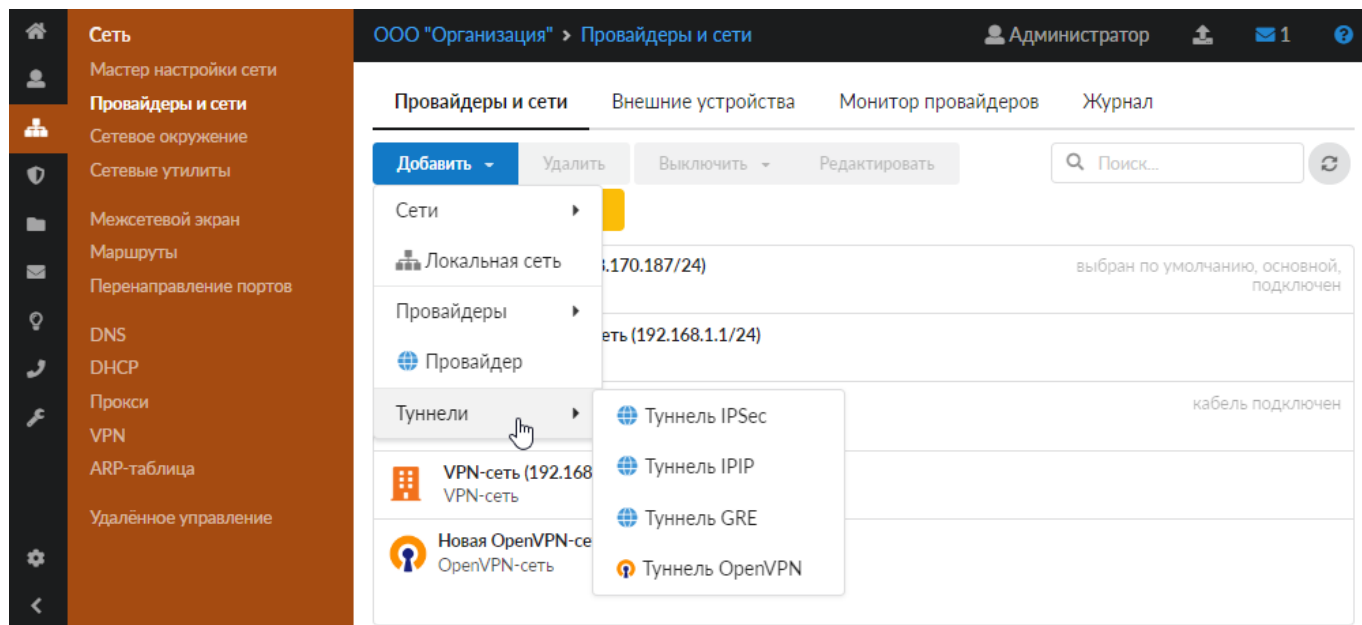 Сеть
Мастер настройки сети
Провайдеры и сети
Сетевое окружение
Сетевые утилиты
Межсетевой экран
Маршруты
Перенаправление портов
DNS
DHCP
Прокси
VPN
ARP-таблица
Удалённое управление
ООО "Организация" > Провайдеры и сети
Администратор
1
?
Провайдеры и сети Внешние устройства Монитор провайдеров Журнал
Добавить Удалить Выключить Редактировать Поиск...
Сети
Локальная сеть
Провайдеры
Провайдер
Туннели
Туннель IPSec
Туннель IPIP
Туннель GRE
Туннель OpenVPN
.170.187/24)
выбран по умолчанию, основной,
подключен
еть (192.168.1.1/24)
кабель подключен
VPN-сеть (192.168
VPN-сеть
Новая OpenVPN-се
OpenVPN-сеть